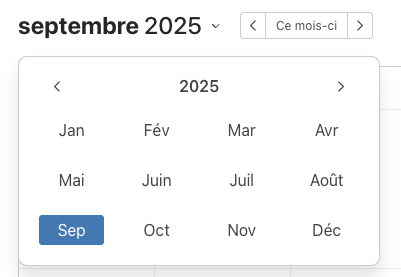 septembre 2025 Ce mois-ci
2025
Jan Fév Mar Avr
Mai Juin Juil Août
Sep Oct Nov Déc